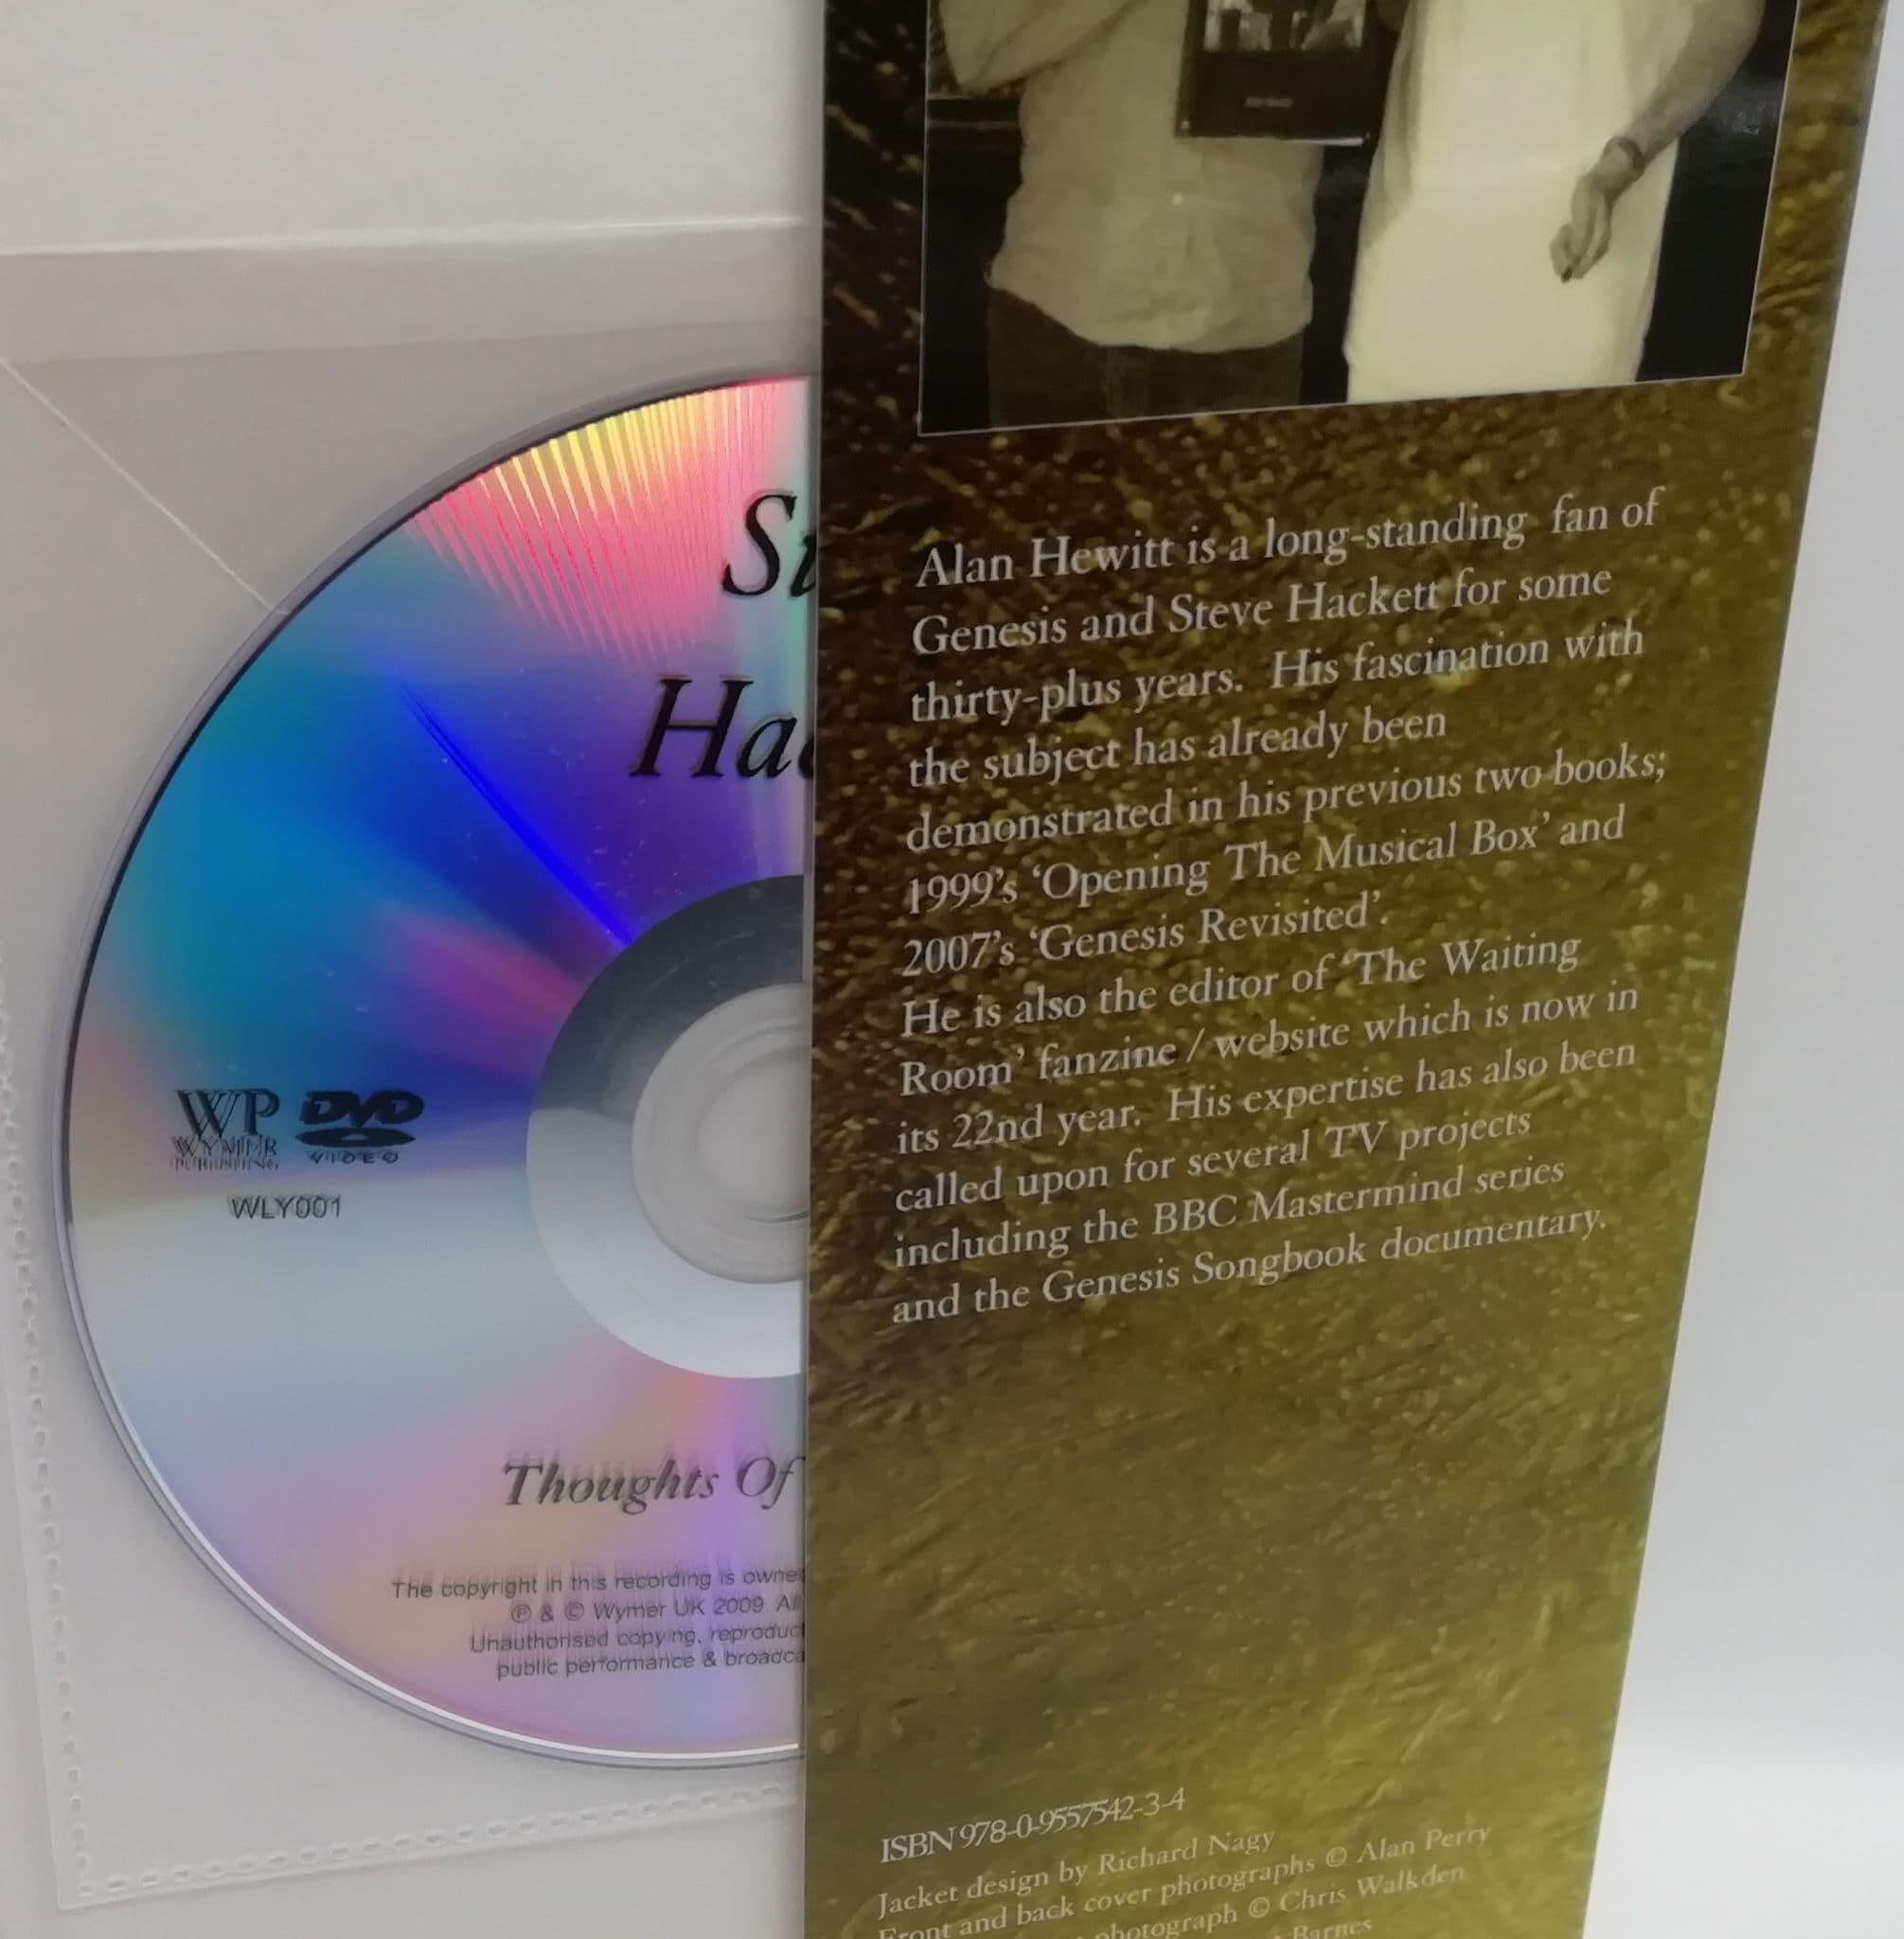 St
Hac
WP DVD
WYMER VIDEO
PUBLISHING
WLY001
Thoughts Of
The copyright in this recording is owne
℗ & © Wymer UK 2009. Al
Unauthorised copying, reproduct
public performance & broadca
Alan Hewitt is a long-standing fan of
Genesis and Steve Hackett for some
thirty-plus years. His fascination with
the subject has already been
demonstrated in his previous two books;
1999's 'Opening The Musical Box' and
2007's 'Genesis Revisited'.
He is also the editor of 'The Waiting
Room' fanzine / website which is now in
its 22nd year. His expertise has also been
called upon for several TV projects
including the BBC Mastermind series
and the Genesis Songbook documentary.
ISBN 978-0-9557542-3-4
Jacket design by Richard Nagy
Front and back cover photographs © Alan Perry
photograph © Chris Walkden
Barnes